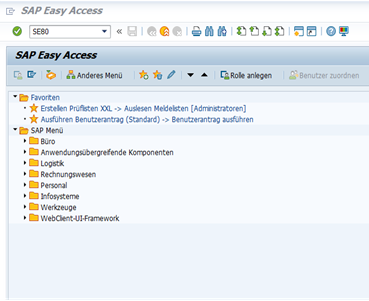 SAP Easy Access
SE80
SAP Easy Access
Anderes Menü
Rolle anlegen
Benutzer zuordnen
Favoriten
Erstellen Prüflisten XXL -> Auslesen Meldelisten [Administratoren]
Ausführen Benutzerantrag (Standard) -> Benutzerantrag ausführen
SAP Menü
Büro
Anwendungsübergreifende Komponenten
Logistik
Rechnungswesen
Personal
Infosysteme
Werkzeuge
WebClient-UI-Framework